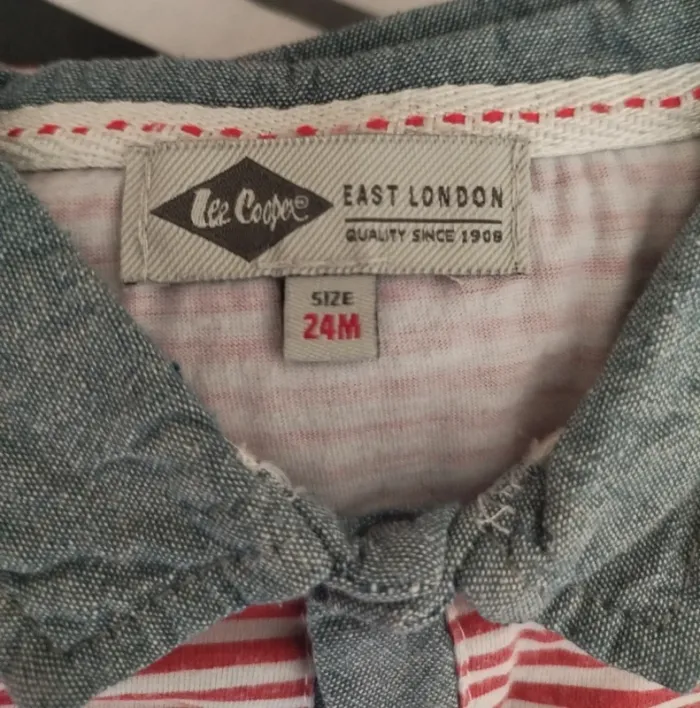 Lee Cooper®
EAST LONDON
QUALITY SINCE 1908
SIZE
24M